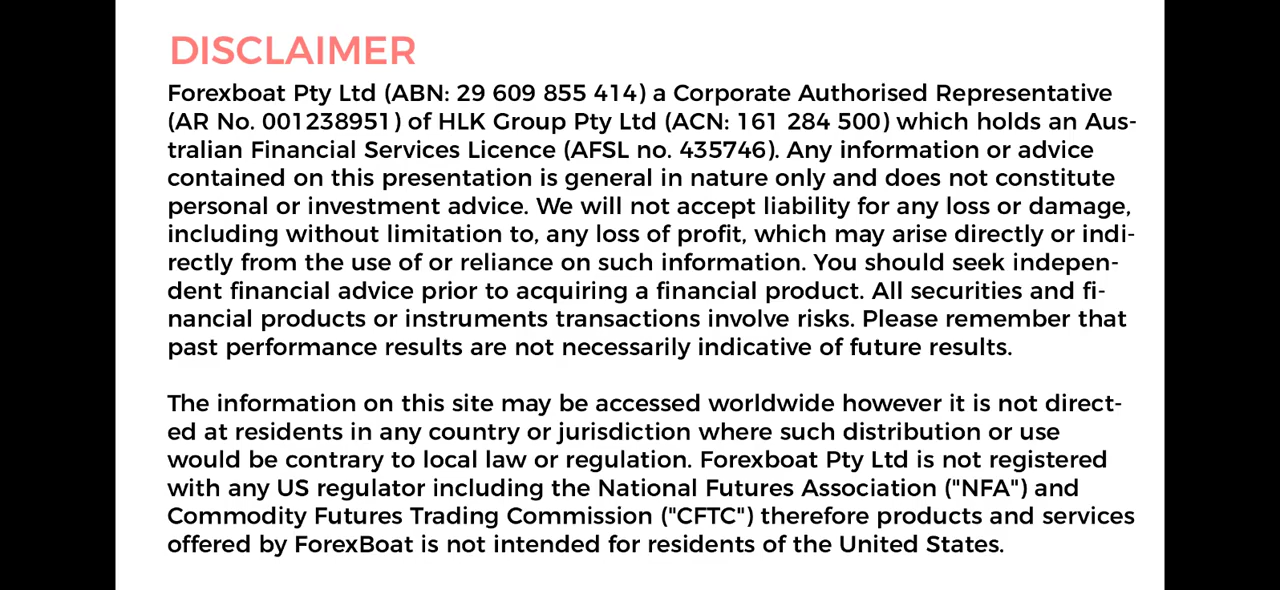 DISCLAIMER
Forexboat Pty Ltd (ABN: 29 609 855 414) a Corporate Authorised Representative
(AR No. 001238951) of HLK Group Pty Ltd (ACN: 161 284 500) which holds an Aus-
tralian Financial Services Licence (AFSL no. 435746). Any information or advice
contained on this presentation is general in nature only and does not constitute
personal or investment advice. We will not accept liability for any loss or damage,
including without limitation to, any loss of profit, which may arise directly or indi-
rectly from the use of or reliance on such information. You should seek indepen-
dent financial advice prior to acquiring a financial product. All securities and fi-
nancial products or instruments transactions involve risks. Please remember that
past performance results are not necessarily indicative of future results.
The information on this site may be accessed worldwide however it is not direct-
ed at residents in any country or jurisdiction where such distribution or use
would be contrary to local law or regulation. Forexboat Pty Ltd is not registered
with any US regulator including the National Futures Association ("NFA") and
Commodity Futures Trading Commission ("CFTC") therefore products and services
offered by ForexBoat is not intended for residents of the United States.